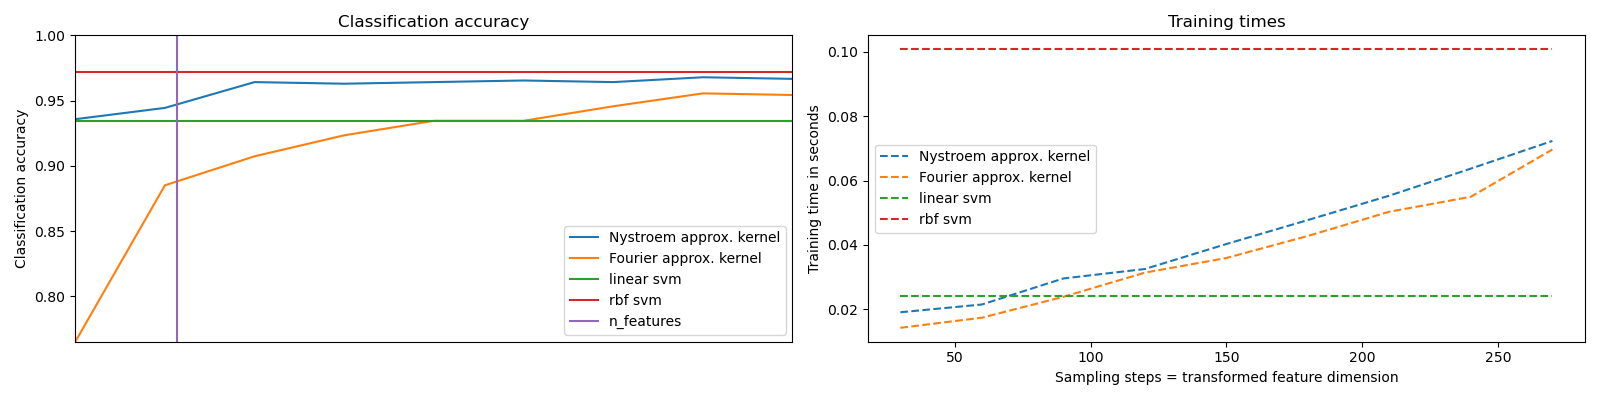 Classification accuracy
Classification accuracy
1.00
0.95
0.90
0.85
0.80
Nystroem approx. kernel
Fourier approx. kernel
linear svm
rbf svm
n_features
Training times
Training time in seconds
0.10
0.08
0.06
0.04
0.02
Nystroem approx. kernel
Fourier approx. kernel
linear svm
rbf svm
50 100 150 200 250
Sampling steps = transformed feature dimension